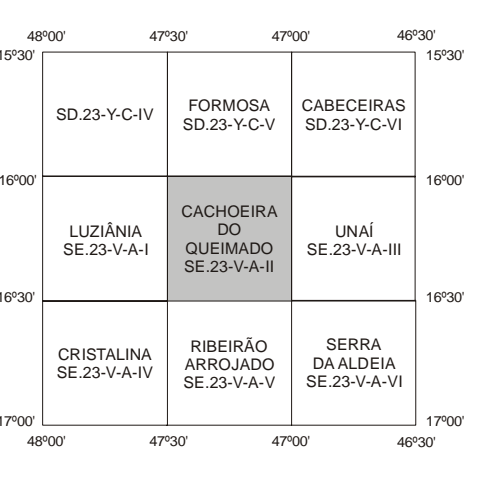 48º00' 47º30' 47º00' 46º30'
15º30' 15º30'
SD.23-Y-C-IV
FORMOSA
SD.23-Y-C-V
CABECEIRAS
SD.23-Y-C-VI
16º00' 16º00'
LUZIÂNIA
SE.23-V-A-I
CACHOEIRA
DO
QUEIMADO
SE.23-V-A-II
UNAÍ
SE.23-V-A-III
16º30' 16º30'
CRISTALINA
SE.23-V-A-IV
RIBEIRÃO
ARROJADO
SE.23-V-A-V
SERRA
DA ALDEIA
SE.23-V-A-VI
17º00' 17º00'
48º00' 47º30' 47º00' 46º30'